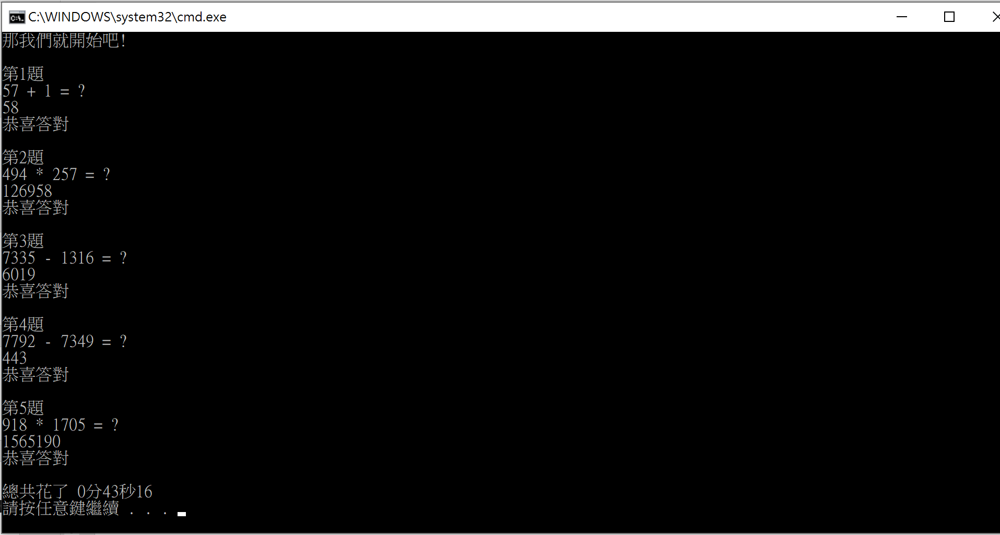 C:\WINDOWS\system32\cmd.exe
那我們就開始吧!
第1題
57 + 1 = ?
58
恭喜答對
第2題
494 * 257 = ?
126958
恭喜答對
第3題
7335 - 1316 = ?
6019
恭喜答對
第4題
7792 - 7349 = ?
443
恭喜答對
第5題
918 * 1705 = ?
1565190
恭喜答對
總共花了 0分43秒16
請按任意鍵繼續 . . .